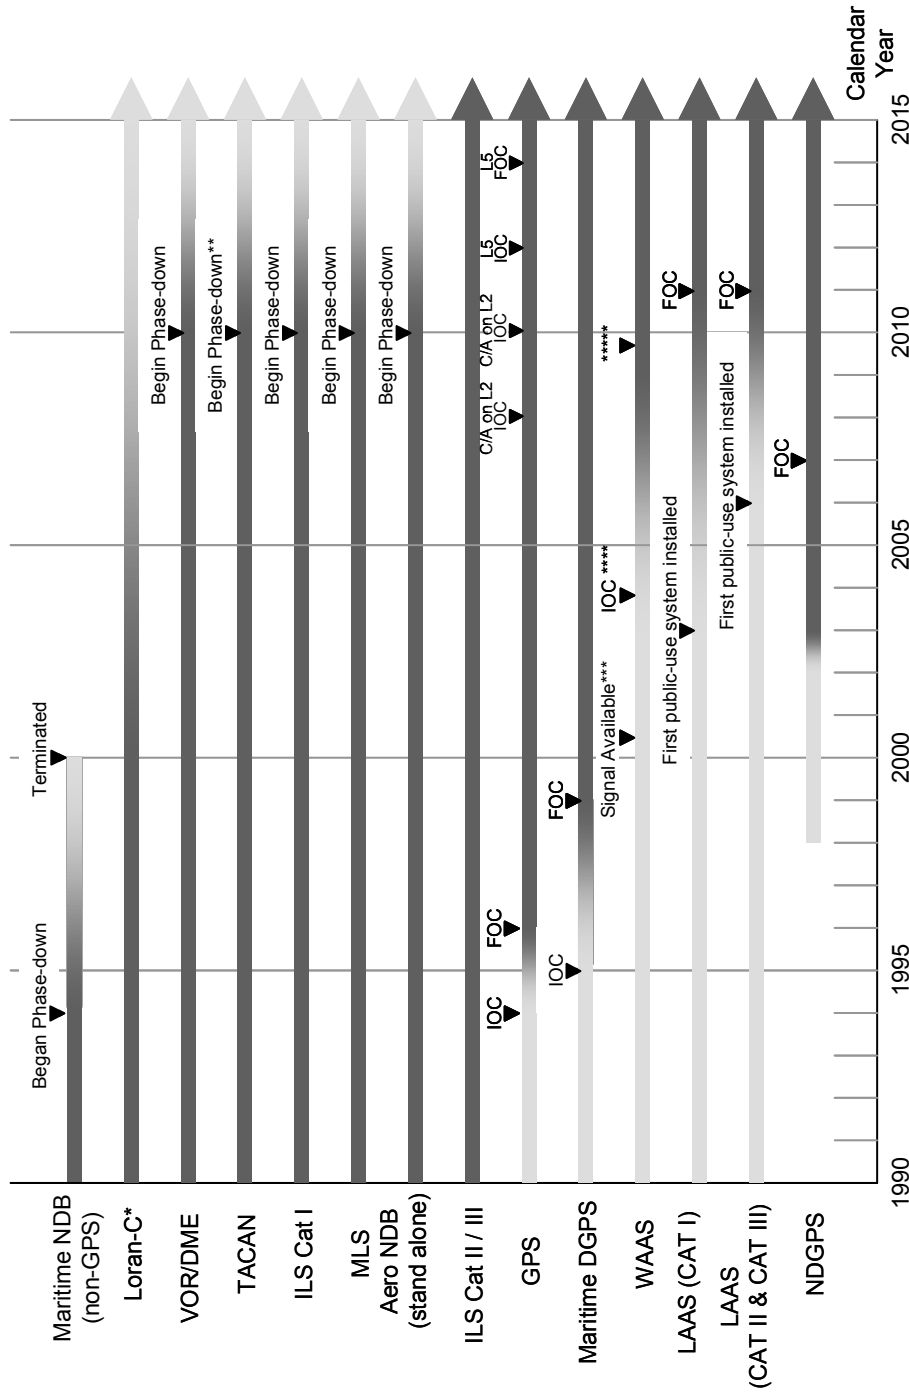 Maritime NDB
(non-GPS)
Began Phase-down
Terminated
Loran-C*
VOR/DME
Begin Phase-down
TACAN
Begin Phase-down**
ILS Cat I
Begin Phase-down
MLS
Begin Phase-down
Aero NDB
(stand alone)
Begin Phase-down
ILS Cat II / III
GPS
IOC
FOC
C/A on L2
IOC
C/A on L2
IOC
L5
IOC
L5
FOC
Maritime DGPS
IOC
FOC
WAAS
Signal Available***
IOC ****
*****
LAAS (CAT I)
First public-use system installed
FOC
LAAS
(CAT II & CAT III)
First public-use system installed
FOC
NDGPS
FOC
1990
1995
2000
2005
2010
2015
Calendar
Year